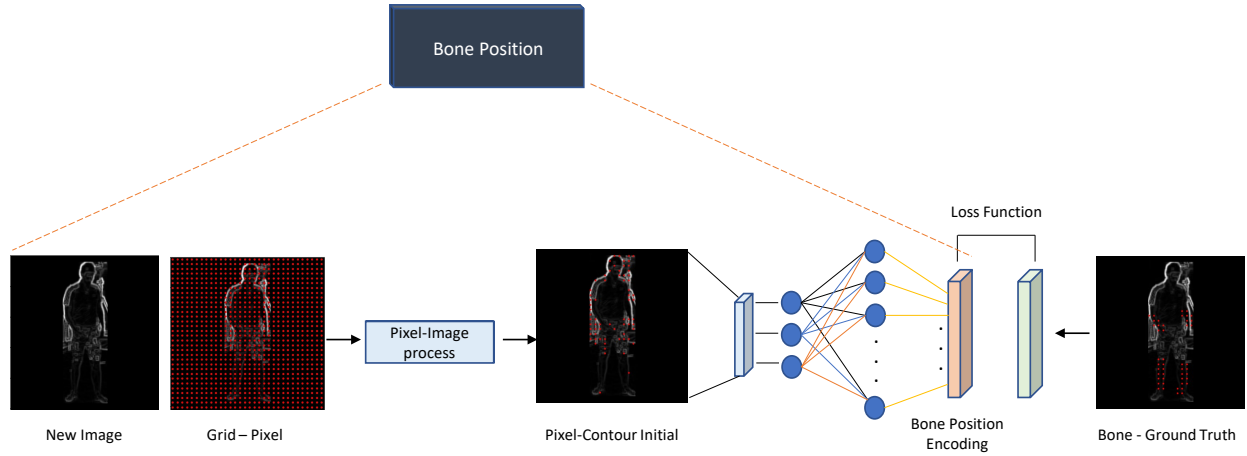 Bone Position
Loss Function
Pixel-Image
process
New Image
Grid – Pixel
Pixel-Contour Initial
Bone Position
Encoding
Bone - Ground Truth